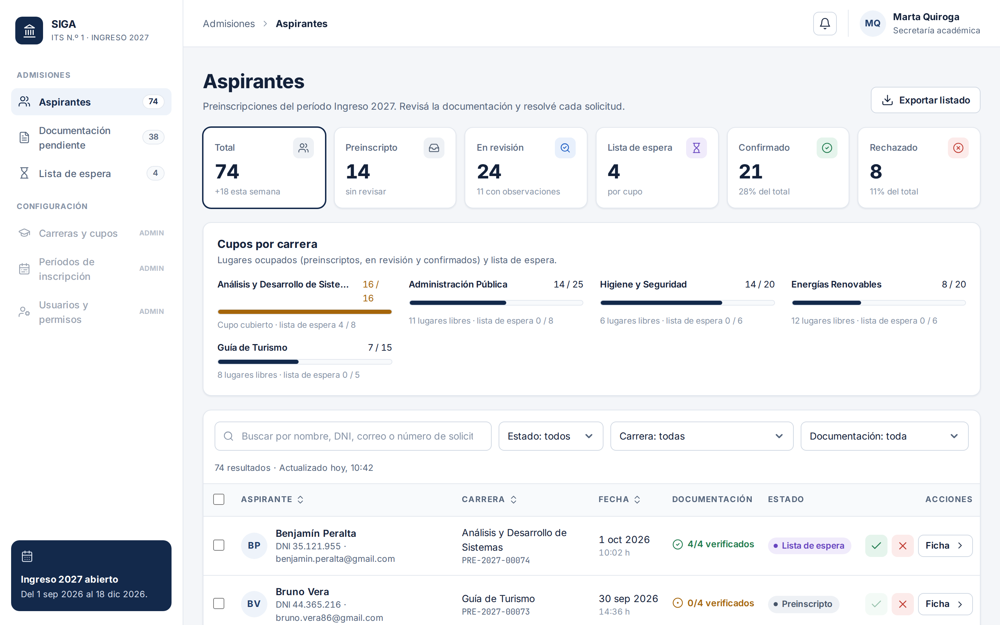 SIGA
ITS N.º 1 · INGRESO 2027
ADMISIONES
Aspirantes 74
Documentación
pendiente 38
Lista de espera 4
CONFIGURACIÓN
Carreras y cupos ADMIN
Períodos de
inscripción ADMIN
Usuarios y
permisos ADMIN
Ingreso 2027 abierto
Del 1 sep 2026 al 18 dic 2026.
Admisiones Aspirantes
MQ
Marta Quiroga
Secretaría académica
Aspirantes
Preinscripciones del período Ingreso 2027. Revisá la documentación y resolvé cada solicitud.
Exportar listado
Total
74
+18 esta semana
Preinscripto
14
sin revisar
En revisión
24
11 con observaciones
Lista de espera
4
por cupo
Confirmado
21
28% del total
Rechazado
8
11% del total
Cupos por carrera
Lugares ocupados (preinscriptos, en revisión y confirmados) y lista de espera.
Análisis y Desarrollo de Siste... 16 /
16
Cupo cubierto · lista de espera 4 / 8
Administración Pública 14 / 25
11 lugares libres · lista de espera 0 / 8
Higiene y Seguridad 14 / 20
6 lugares libres · lista de espera 0 / 6
Energías Renovables 8 / 20
12 lugares libres · lista de espera 0 / 6
Guía de Turismo 7 / 15
8 lugares libres · lista de espera 0 / 5
Buscar por nombre, DNI, correo o número de solicit
Estado: todos
Carrera: todas
Documentación: toda
74 resultados · Actualizado hoy, 10:42
ASPIRANTE CARRERA FECHA DOCUMENTACIÓN ESTADO ACCIONES
BP
Benjamín Peralta
DNI 35.121.955 ·
benjamin.peralta@gmail.com
Análisis y Desarrollo de
Sistemas
PRE-2027-00074
1 oct 2026
10:02 h
4/4 verificados
Lista de espera
Ficha
BV
Bruno Vera
DNI 44.365.216 ·
bruno.vera86@gmail.com
Guía de Turismo
PRE-2027-00073
30 sep 2026
14:36 h
0/4 verificados
Preinscripto
Ficha